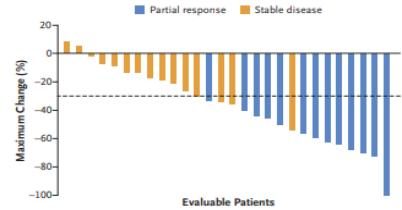 Partial response Stable disease
20
0
−20
−40
−60
−80
−100
Maximum Change (%)
Evaluable Patients